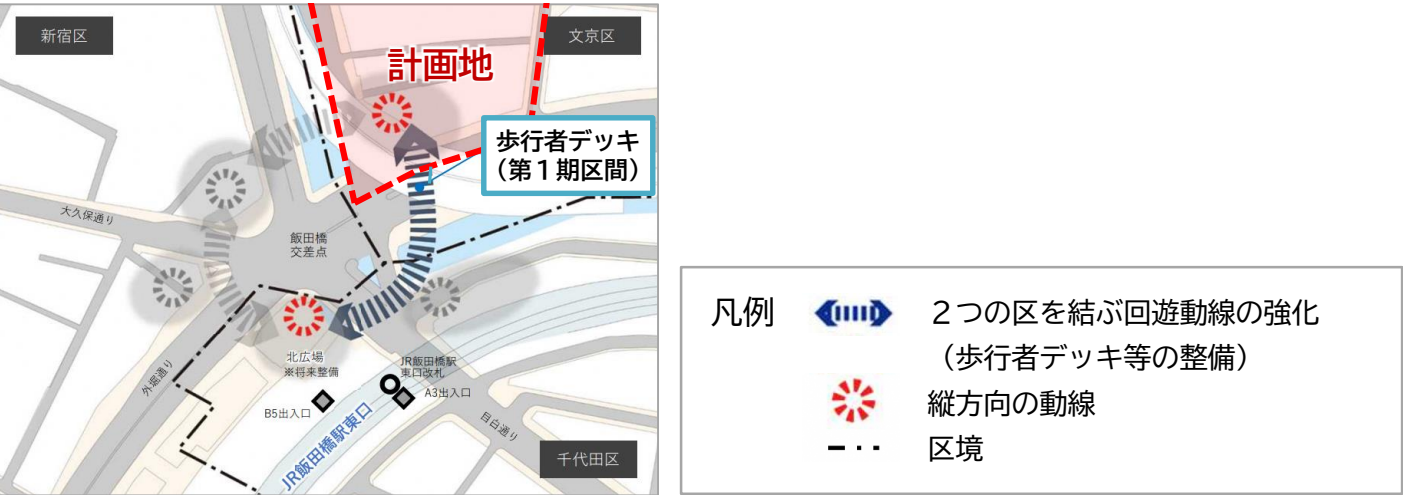 新宿区
文京区
計画地
歩行者デッキ
（第１期区間）
大久保通り
飯田橋
交差点
北広場
※将来整備
JR飯田橋駅
東口改札
A3出入口
B5出入口
外堀通り
目白通り
JR飯田橋駅東口
千代田区
凡例
２つの区を結ぶ回遊動線の強化
（歩行者デッキ等の整備）
縦方向の動線
区境